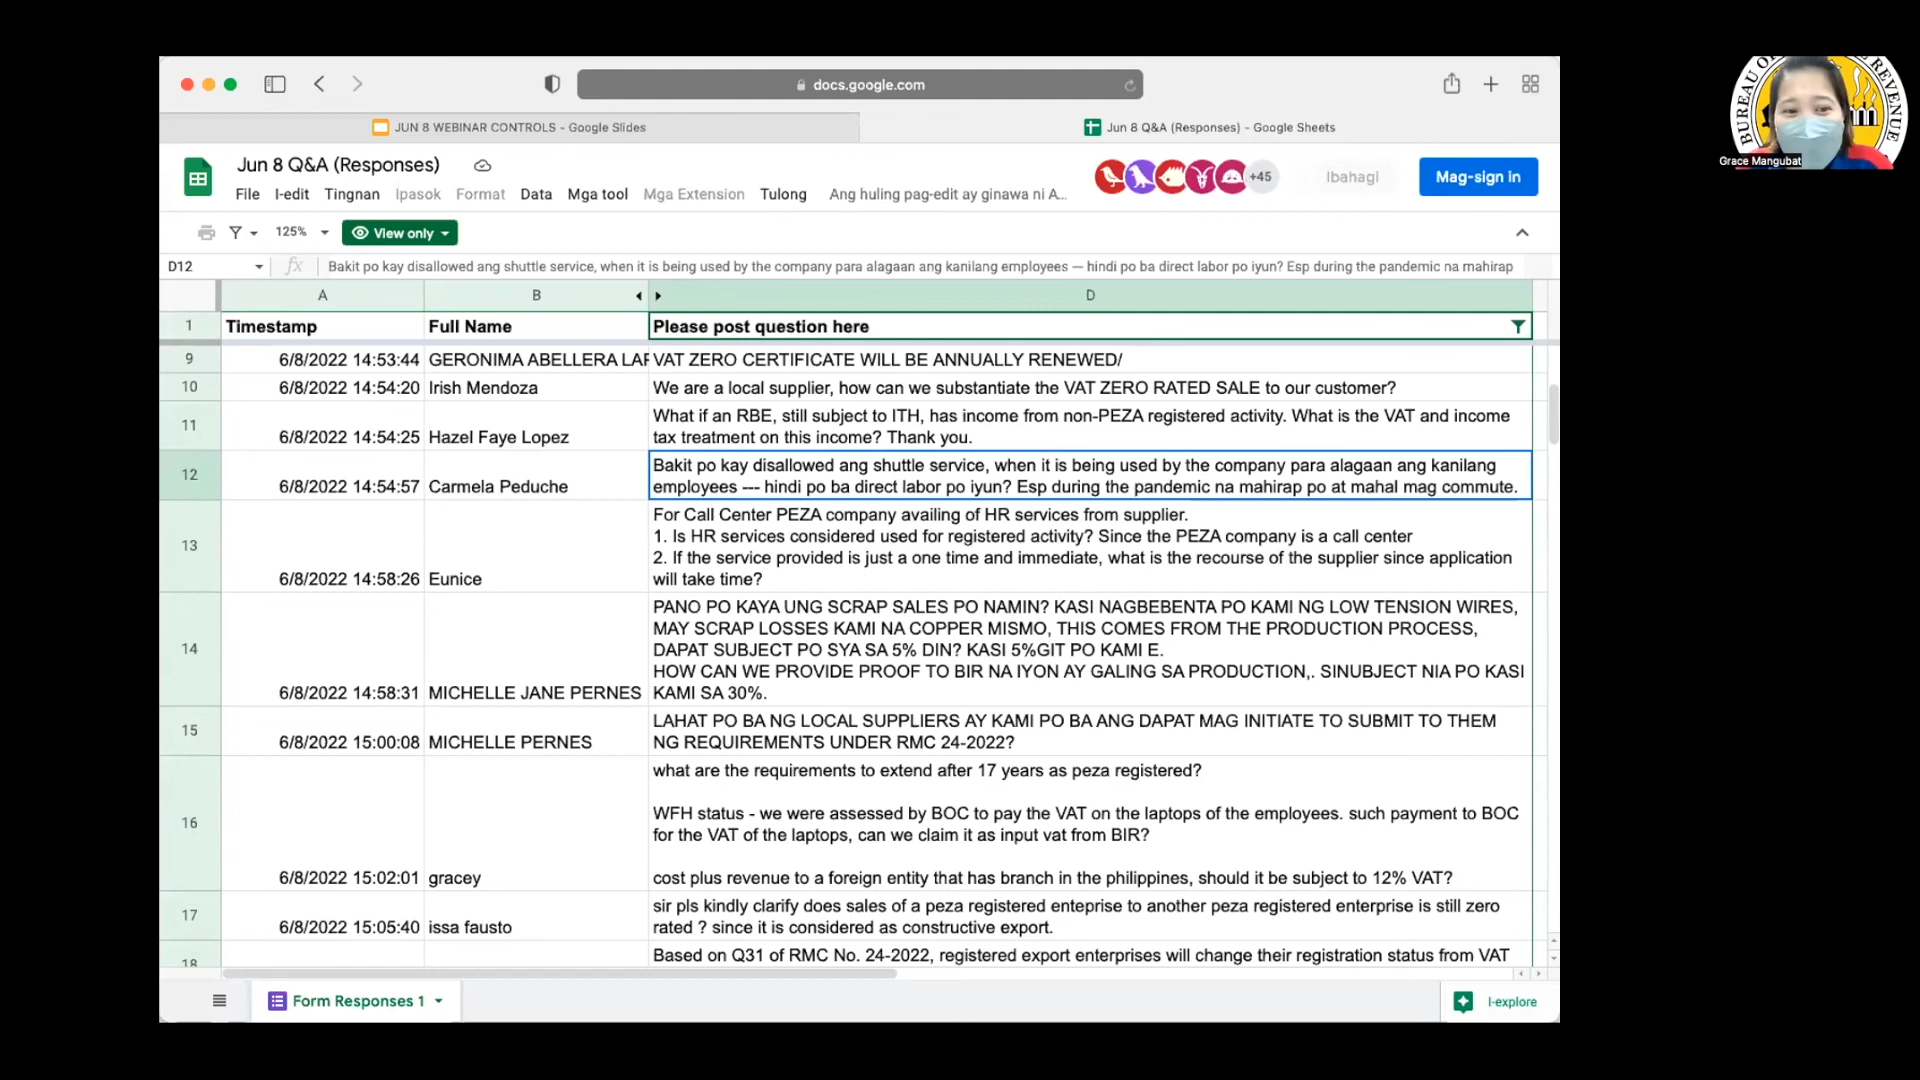 docs.google.com
JUN 8 WEBINAR CONTROLS - Google Slides
Jun 8 Q&A (Responses) - Google Sheets
BUREAU OF REVENUE
Grace Mangubat
Jun 8 Q&A (Responses)
File I-edit Tingnan Ipasok Format Data Mga tool Mga Extension Tulong Ang huling pag-edit ay ginawa ni A...
+45
Ibahagi
Mag-sign in
125%
View only
D12
fx
Bakit po kay disallowed ang shuttle service, when it is being used by the company para alagaan ang kanilang employees --- hindi po ba direct labor po iyun? Esp during the pandemic na mahirap
A B D
1 Timestamp Full Name Please post question here
9 6/8/2022 14:53:44 GERONIMA ABELLERA VAT ZERO CERTIFICATE WILL BE ANNUALLY RENEWED/
10 6/8/2022 14:54:20 Irish Mendoza We are a local supplier, how can we substantiate the VAT ZERO RATED SALE to our customer?
What if an RBE, still subject to ITH, has income from non-PEZA registered activity. What is the VAT and income
11 6/8/2022 14:54:25 Hazel Faye Lopez tax treatment on this income? Thank you.
Bakit po kay disallowed ang shuttle service, when it is being used by the company para alagaan ang kanilang
12 6/8/2022 14:54:57 Carmela Peduche employees --- hindi po ba direct labor po iyun? Esp during the pandemic na mahirap po at mahal mag commute.
For Call Center PEZA company availing of HR services from supplier.
1. Is HR services considered used for registered activity? Since the PEZA company is a call center
13 2. If the service provided is just a one time and immediate, what is the recourse of the supplier since application
6/8/2022 14:58:26 Eunice will take time?
PANO PO KAYA UNG SCRAP SALES PO NAMIN? KASI NAGBEBENTA PO KAMI NG LOW TENSION WIRES,
MAY SCRAP LOSSES KAMI NA COPPER MISMO, THIS COMES FROM THE PRODUCTION PROCESS,
14 DAPAT SUBJECT PO SYA SA 5% DIN? KASI 5%GIT PO KAMI E.
HOW CAN WE PROVIDE PROOF TO BIR NA IYON AY GALING SA PRODUCTION,. SINUBJECT NIA PO KASI
6/8/2022 14:58:31 MICHELLE JANE PERNES KAMI SA 30%.
LAHAT PO BA NG LOCAL SUPPLIERS AY KAMI PO BA ANG DAPAT MAG INITIATE TO SUBMIT TO THEM
15 6/8/2022 15:00:08 MICHELLE PERNES NG REQUIREMENTS UNDER RMC 24-2022?
what are the requirements to extend after 17 years as peza registered?
WFH status - we were assessed by BOC to pay the VAT on the laptops of the employees. such payment to BOC
16 for the VAT of the laptops, can we claim it as input vat from BIR?
6/8/2022 15:02:01 gracey cost plus revenue to a foreign entity that has branch in the philippines, should it be subject to 12% VAT?
sir pls kindly clarify does sales of a peza registered enteprise to another peza registered enterprise is still zero
17 6/8/2022 15:05:40 issa fausto rated ? since it is considered as constructive export.
18 Based on Q31 of RMC No. 24-2022, registered export enterprises will change their registration status from VAT
Form Responses 1
I-explore